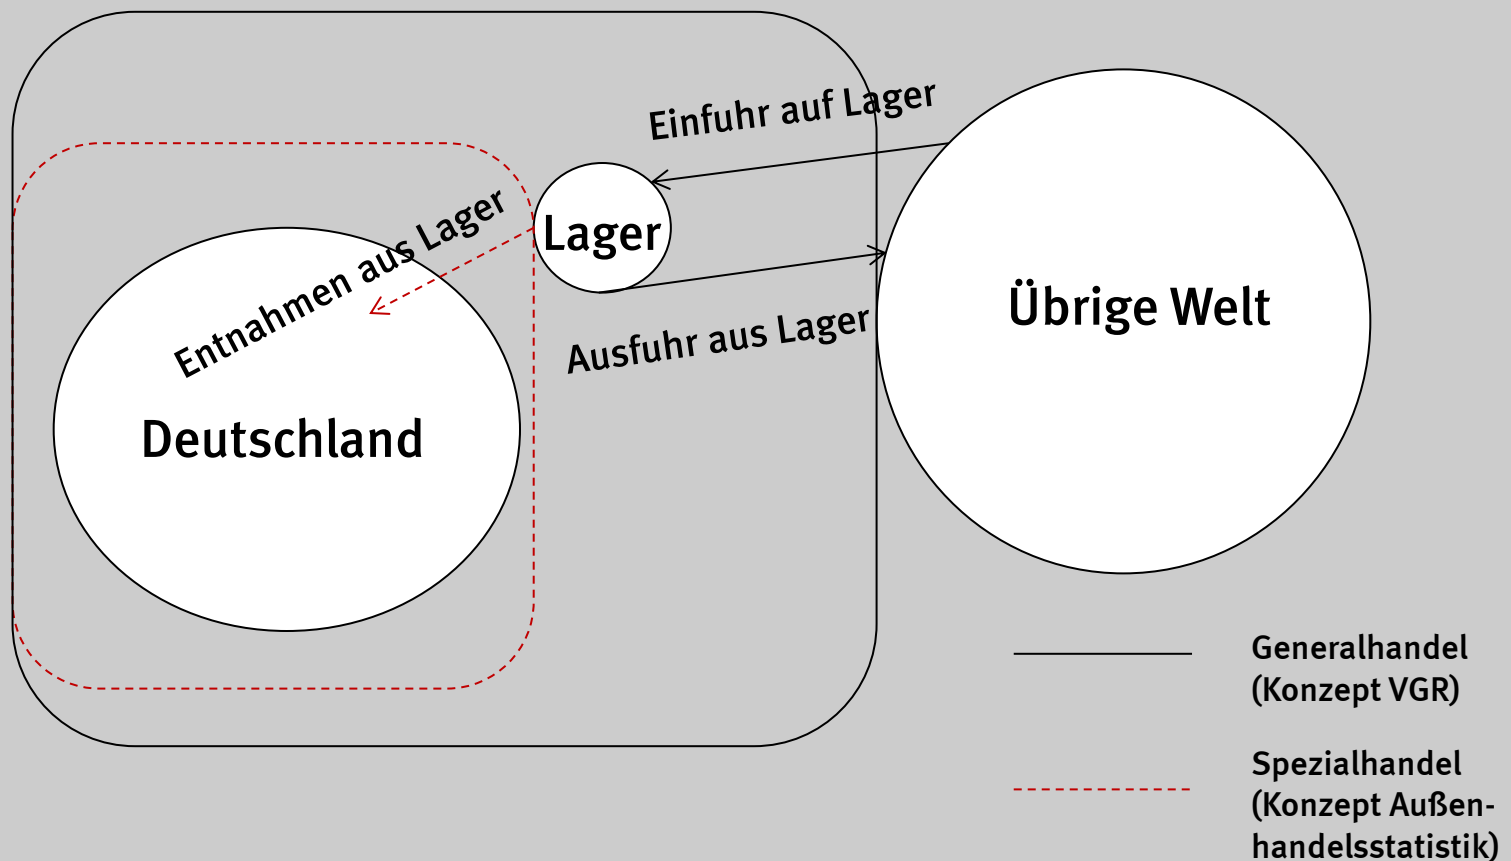 Einfuhr auf Lager
Entnahmen aus Lager
Lager
Ausfuhr aus Lager
Übrige Welt
Deutschland
Generalhandel
(Konzept VGR)
Spezialhandel
(Konzept Außen-
handelsstatistik)